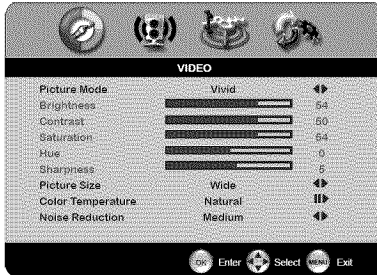 VIDEO
Picture Mode Vivid
Brightness 54
Contrast 50
Saturation 54
Hue 0
Sharpness 5
Picture Size Wide
Color Temperature Natural
Noise Reduction Medium
OK Enter Select MENU Exit